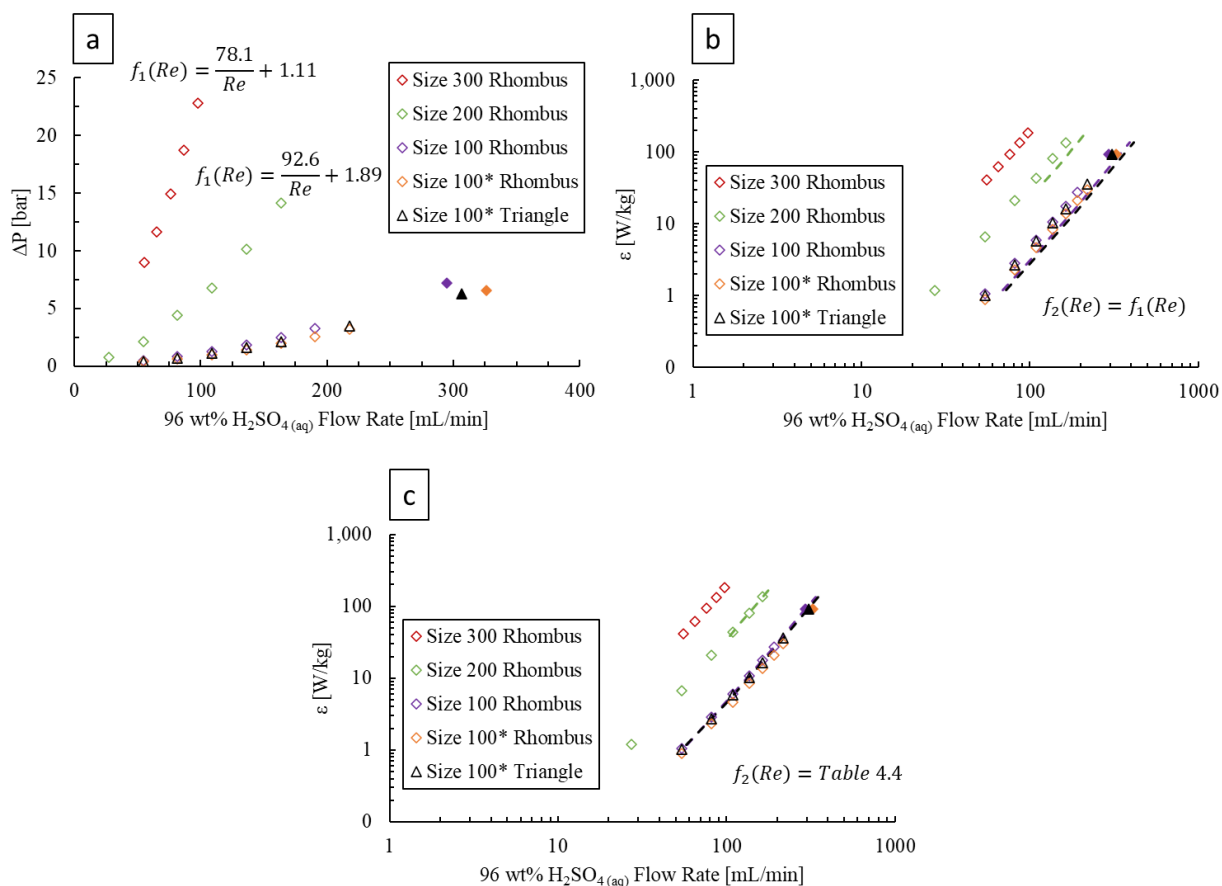 a
f₁(Re) = 78.1/Re + 1.11
f₁(Re) = 92.6/Re + 1.89
25
20
15
10
5
0
ΔP [bar]
0 100 200 300 400
96 wt% H₂SO₄ (aq) Flow Rate [mL/min]
Size 300 Rhombus
Size 200 Rhombus
Size 100 Rhombus
Size 100* Rhombus
Size 100* Triangle
b
1,000
100
10
1
0
ε [W/kg]
1 10 100 1000
96 wt% H₂SO₄ (aq) Flow Rate [mL/min]
Size 300 Rhombus
Size 200 Rhombus
Size 100 Rhombus
Size 100* Rhombus
Size 100* Triangle
f₂(Re) = f₁(Re)
c
1,000
100
10
1
0
ε [W/kg]
1 10 100 1000
96 wt% H₂SO₄ (aq) Flow Rate [mL/min]
Size 300 Rhombus
Size 200 Rhombus
Size 100 Rhombus
Size 100* Rhombus
Size 100* Triangle
f₂(Re) = Table 4.4